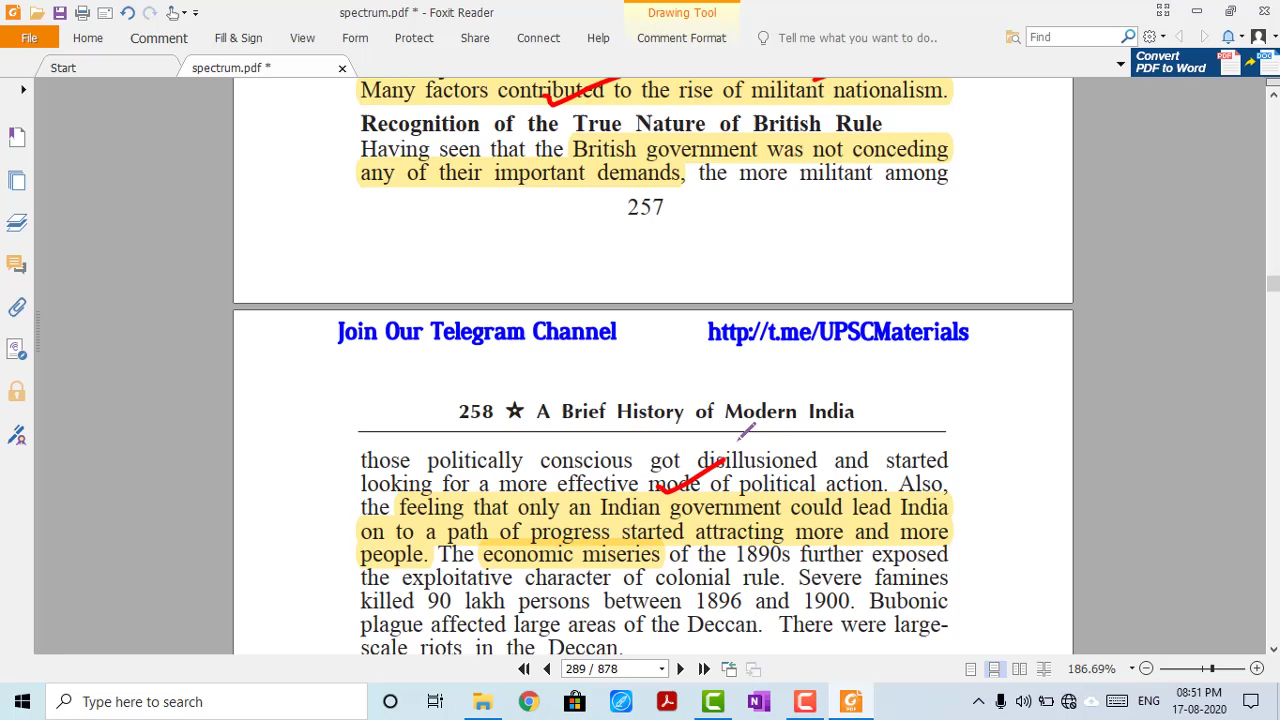 spectrum.pdf * - Foxit Reader
Drawing Tool
File
Home
Comment
Fill & Sign
View
Form
Protect
Share
Connect
Help
Comment Format
Tell me what you want to do..
Find
Start
spectrum.pdf *
Convert
PDF to Word
Many factors contributed to the rise of militant nationalism.
Recognition of the True Nature of British Rule
Having seen that the British government was not conceding
any of their important demands, the more militant among
257
Join Our Telegram Channel http://t.me/UPSCMaterials
258 ☆ A Brief History of Modern India
those politically conscious got disillusioned and started
looking for a more effective mode of political action. Also,
the feeling that only an Indian government could lead India
on to a path of progress started attracting more and more
people. The economic miseries of the 1890s further exposed
the exploitative character of colonial rule. Severe famines
killed 90 lakh persons between 1896 and 1900. Bubonic
plague affected large areas of the Deccan. There were large-
scale riots in the Deccan.
289 / 878
186.69%
Type here to search
ENG
08:51 PM
17-08-2020